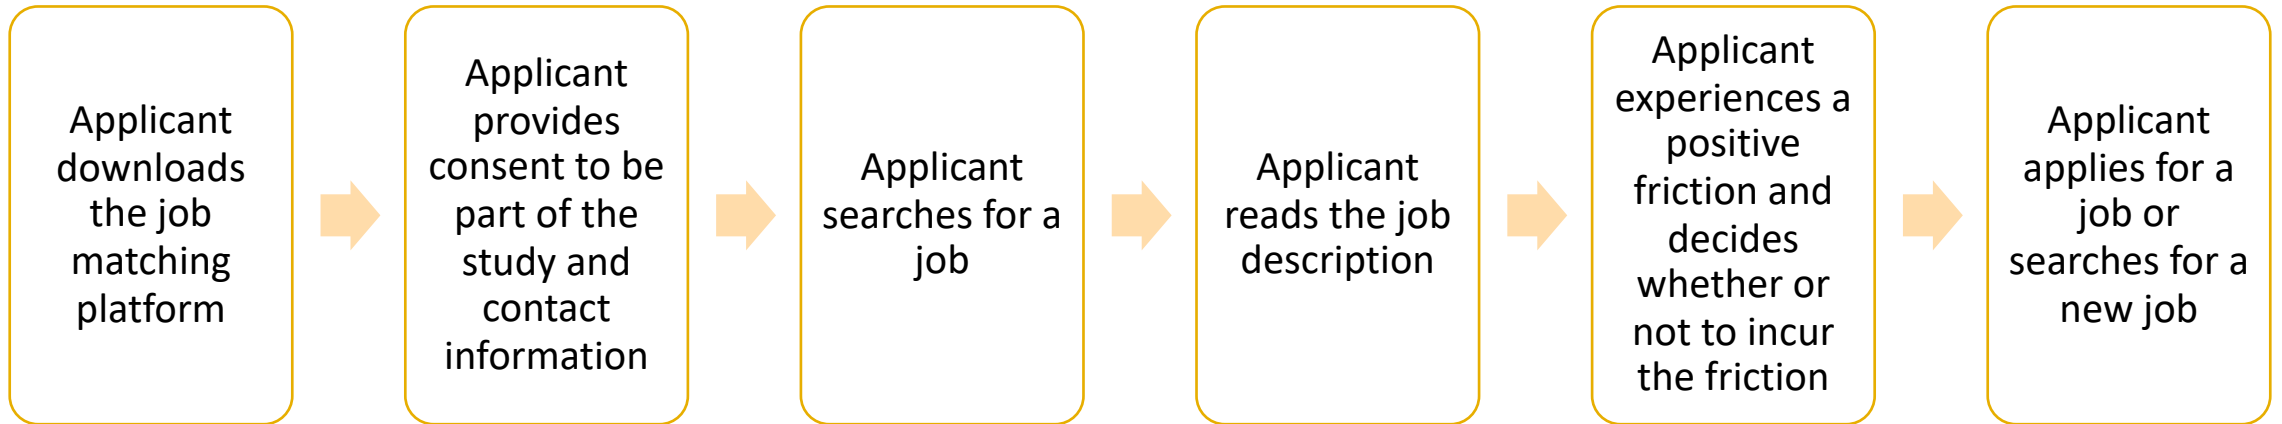 Applicant
downloads
the job
matching
platform
Applicant
provides
consent to be
part of the
study and
contact
information
Applicant
searches for a
job
Applicant
reads the job
description
Applicant
experiences a
positive
friction and
decides
whether or
not to incur
the friction
Applicant
applies for a
job or
searches for a
new job